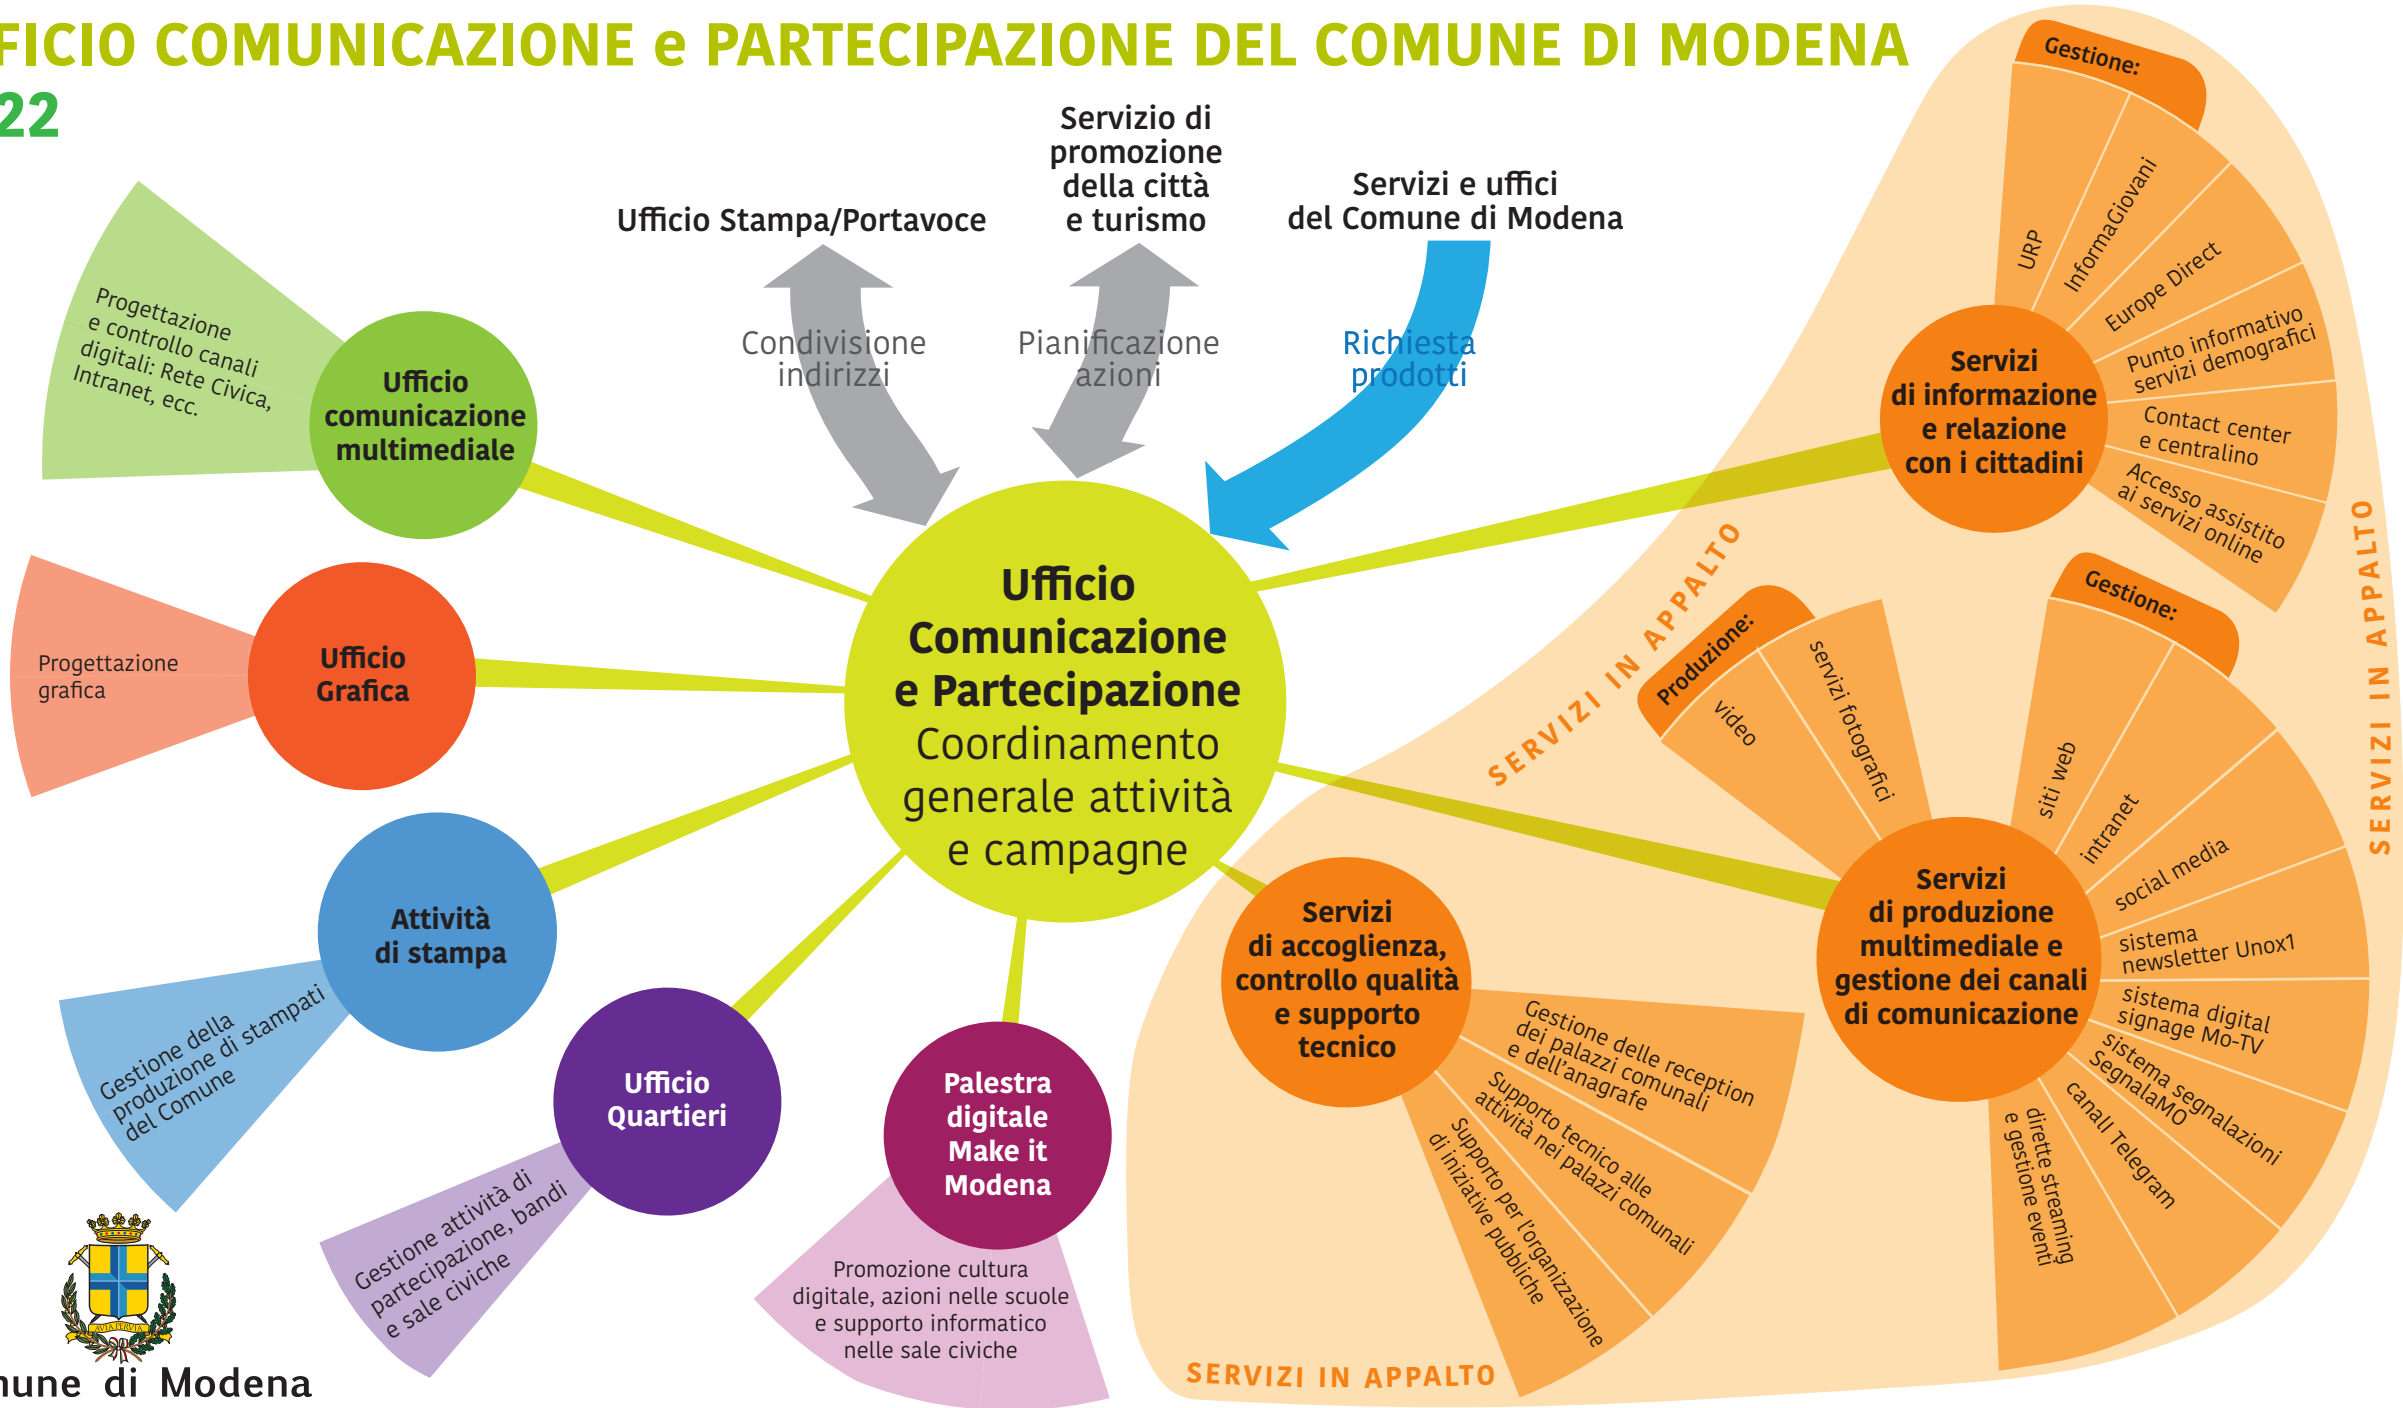 FICIO COMUNICAZIONE e PARTECIPAZIONE DEL COMUNE DI MODENA
22
Ufficio Stampa/Portavoce
Servizio di
promozione
della città
e turismo
Servizi e uffici
del Comune di Modena
Condivisione
indirizzi
Pianificazione
azioni
Richiesta
prodotti
Progettazione
e controllo canali
digitali: Rete Civica,
Intranet, ecc.
Ufficio
comunicazione
multimediale
Progettazione
grafica
Ufficio
Grafica
Attività
di stampa
Gestione della
produzione di stampati
del Comune
Ufficio
Quartieri
Gestione attività di
partecipazione, bandi
e sale civiche
Palestra
digitale
Make it
Modena
Promozione cultura
digitale, azioni nelle scuole
e supporto informatico
nelle sale civiche
Ufficio
Comunicazione
e Partecipazione
Coordinamento
generale attività
e campagne
Gestione:
URP
InformaGiovani
Europe Direct
Punto informativo
servizi demografici
Contact center
e centralino
Accesso assistito
ai servizi online
Servizi
di informazione
e relazione
con i cittadini
SERVIZI IN APPALTO
SERVIZI IN APPALTO
Produzione:
video
servizi fotografici
Gestione:
siti web
intranet
social media
sistema
newsletter Unox1
sistema digital
signage Mo-TV
sistema segnalazioni
SegnalaMO
canalI Telegram
dirette streaming
e gestione eventi
Servizi
di produzione
multimediale e
gestione dei canali
di comunicazione
Servizi
di accoglienza,
controllo qualità
e supporto
tecnico
Gestione delle reception
dei palazzi comunali
e dell'anagrafe
Supporto tecnico alle
attività nei palazzi comunali
Supporto per l'organizzazione
di iniziative pubbliche
SERVIZI IN APPALTO
AVIA PERVIA
mune di Modena